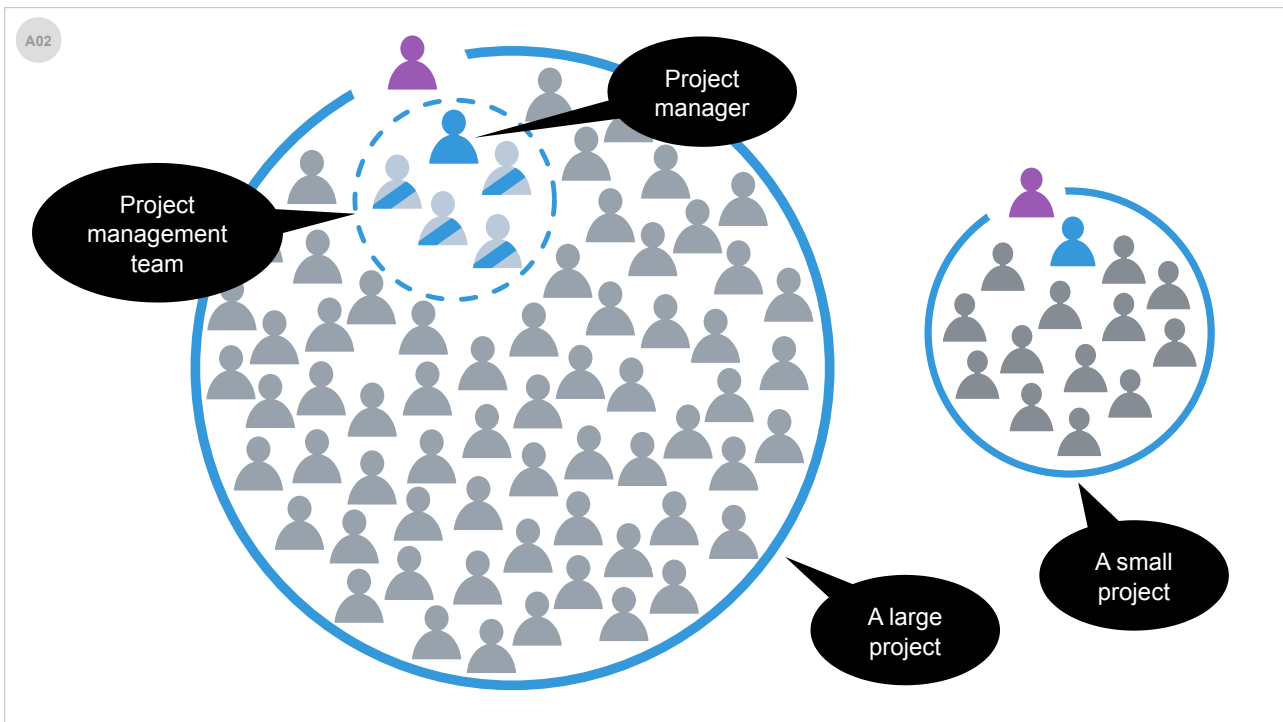 A02
Project
manager
Project
management
team
A small
project
A large
project